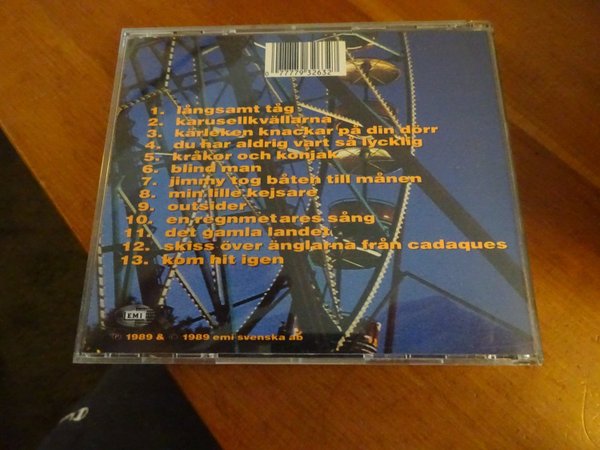 6 77779 32632
1. långsamt tåg
2. karusellkvällarna
3. kärleken knackar på din dörr
4. du har aldrig vart så lycklig
5. kråkor och konjak
6. blind man
7. jimmy tog båten till månen
8. min lille kejsare
9. outsider
10. en regnmetares sång
11. det gamla landet
12. skiss över änglarna från cadaques
13. kom hit igen
EMI
℗ 1989 & © 1989 emi svenska ab